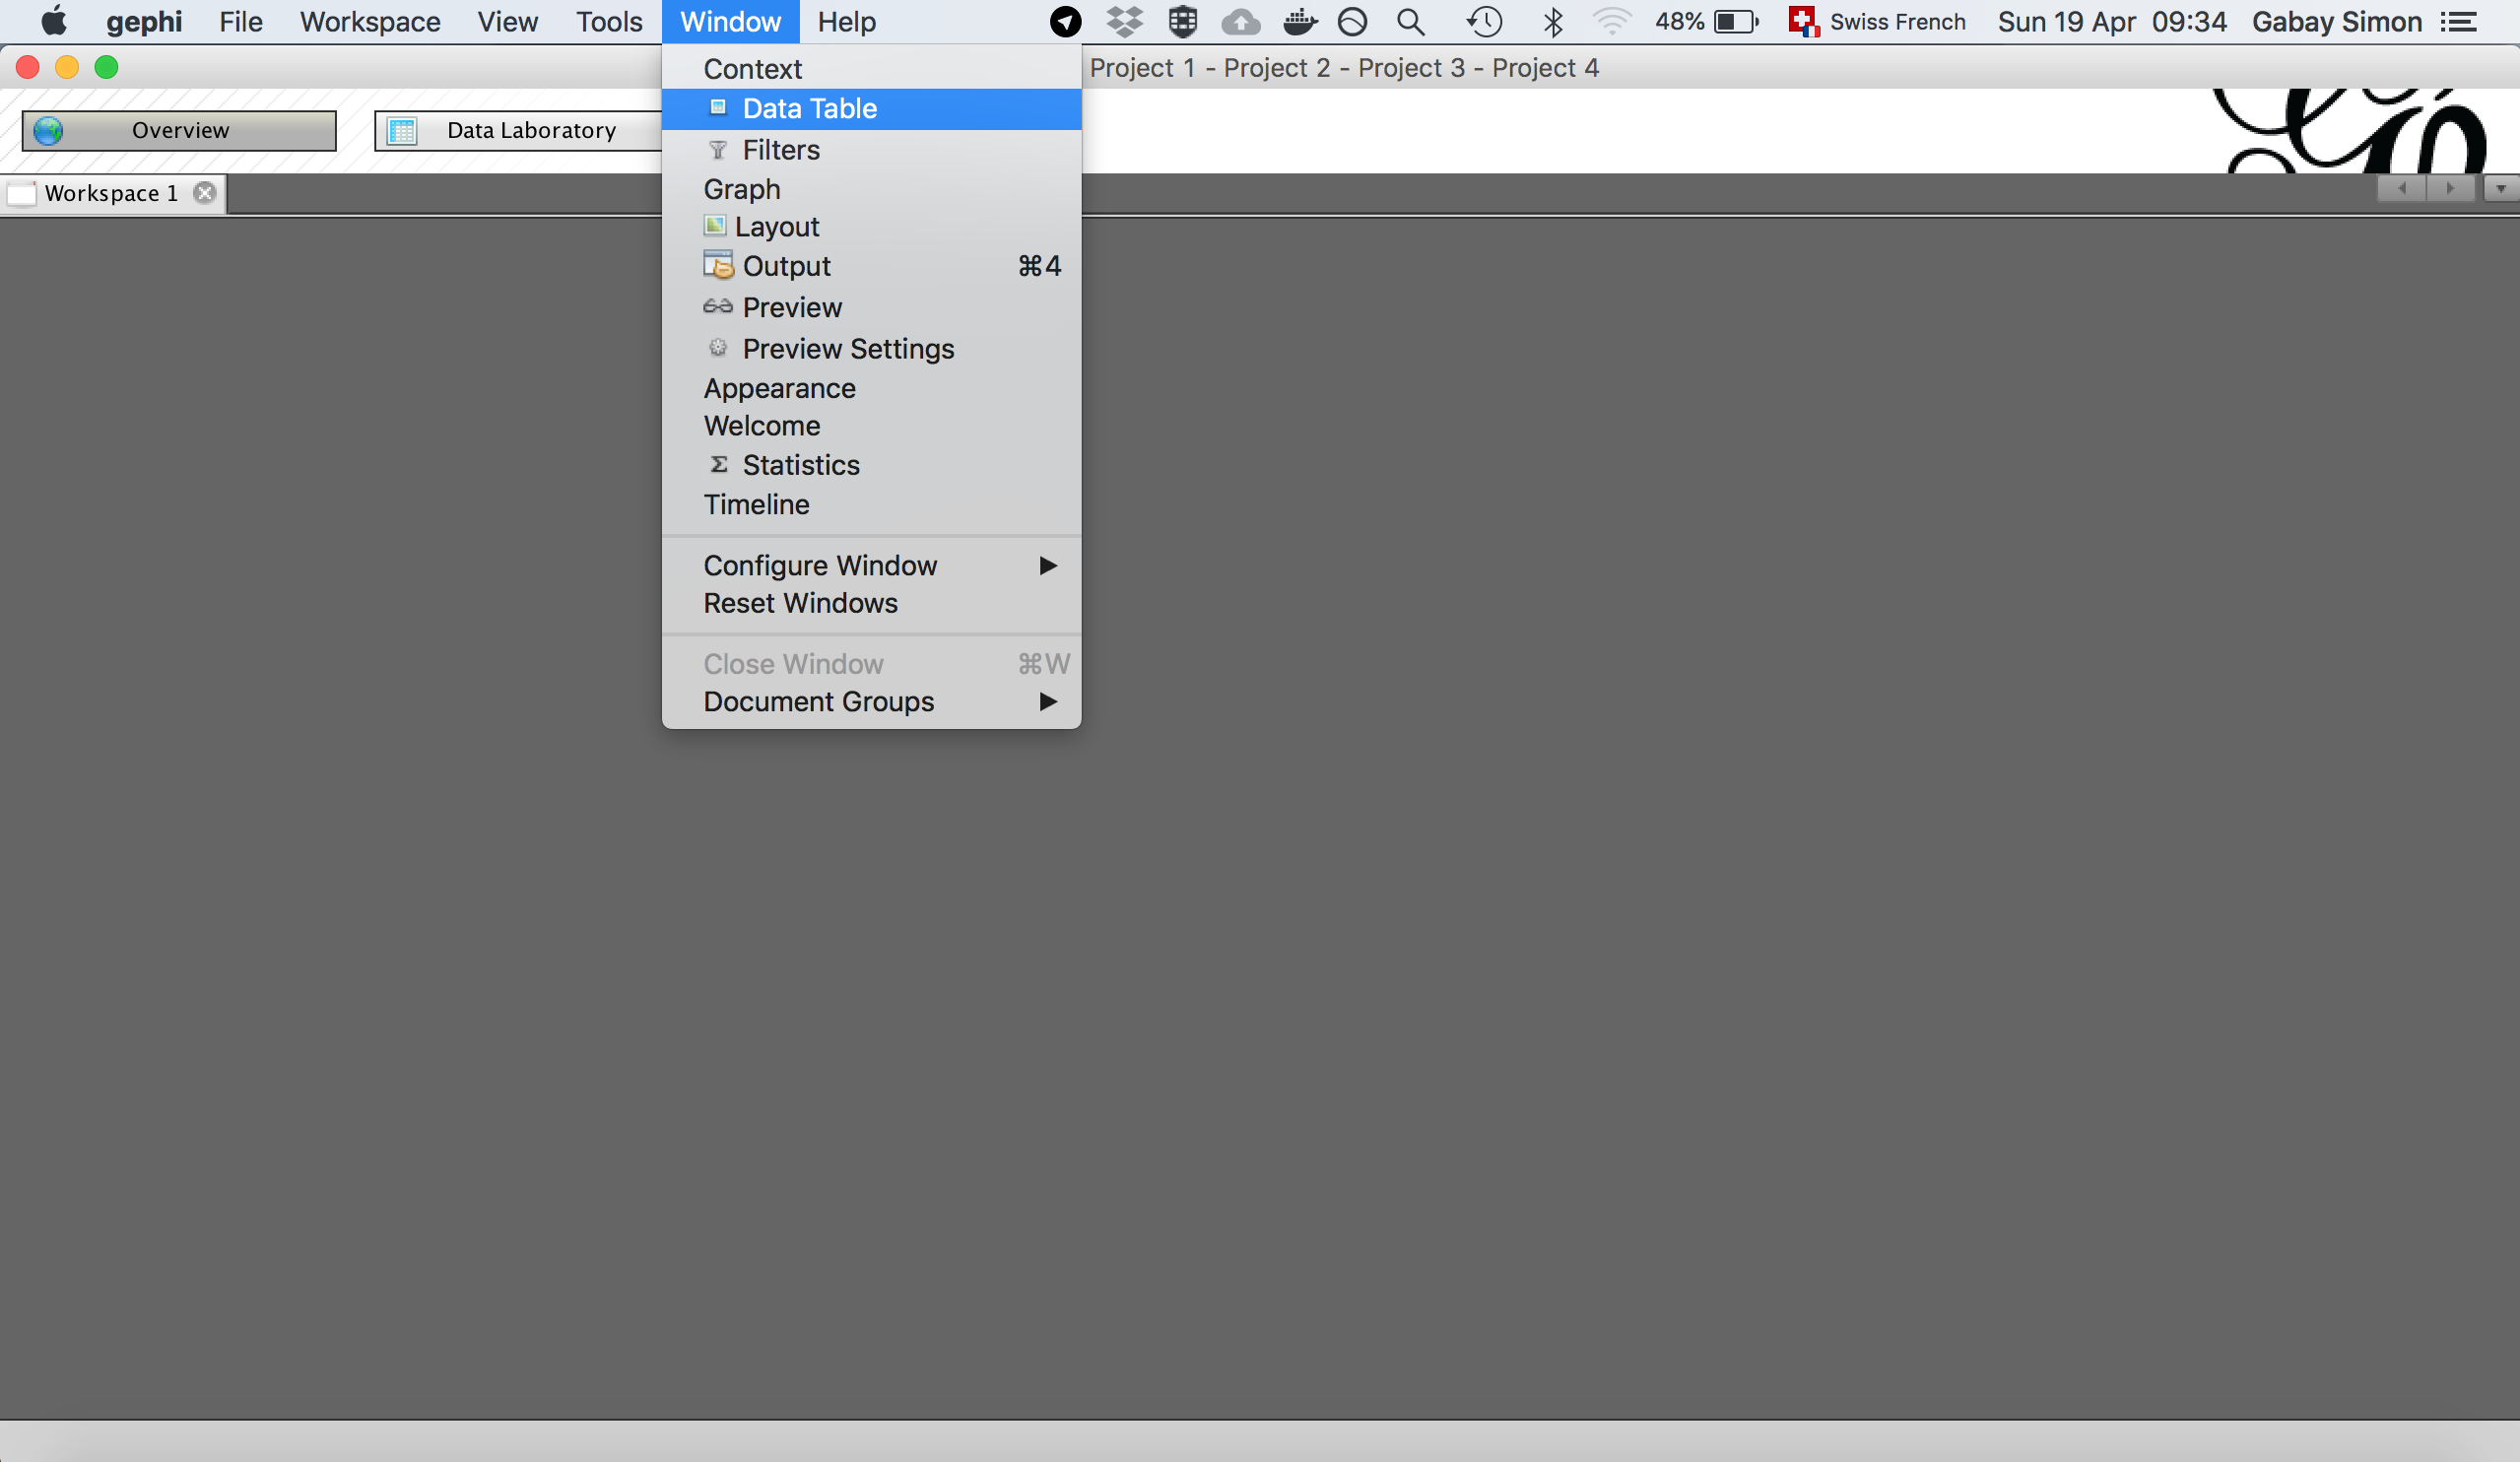 gephi File Workspace View Tools Window Help 48% Swiss French Sun 19 Apr 09:34 Gabay Simon
Project 1 - Project 2 - Project 3 - Project 4
Overview Data Laboratory
Workspace 1
Context
Data Table
Filters
Graph
Layout
Output ⌘4
Preview
Preview Settings
Appearance
Welcome
Σ Statistics
Timeline
Configure Window ▶
Reset Windows
Close Window ⌘W
Document Groups ▶